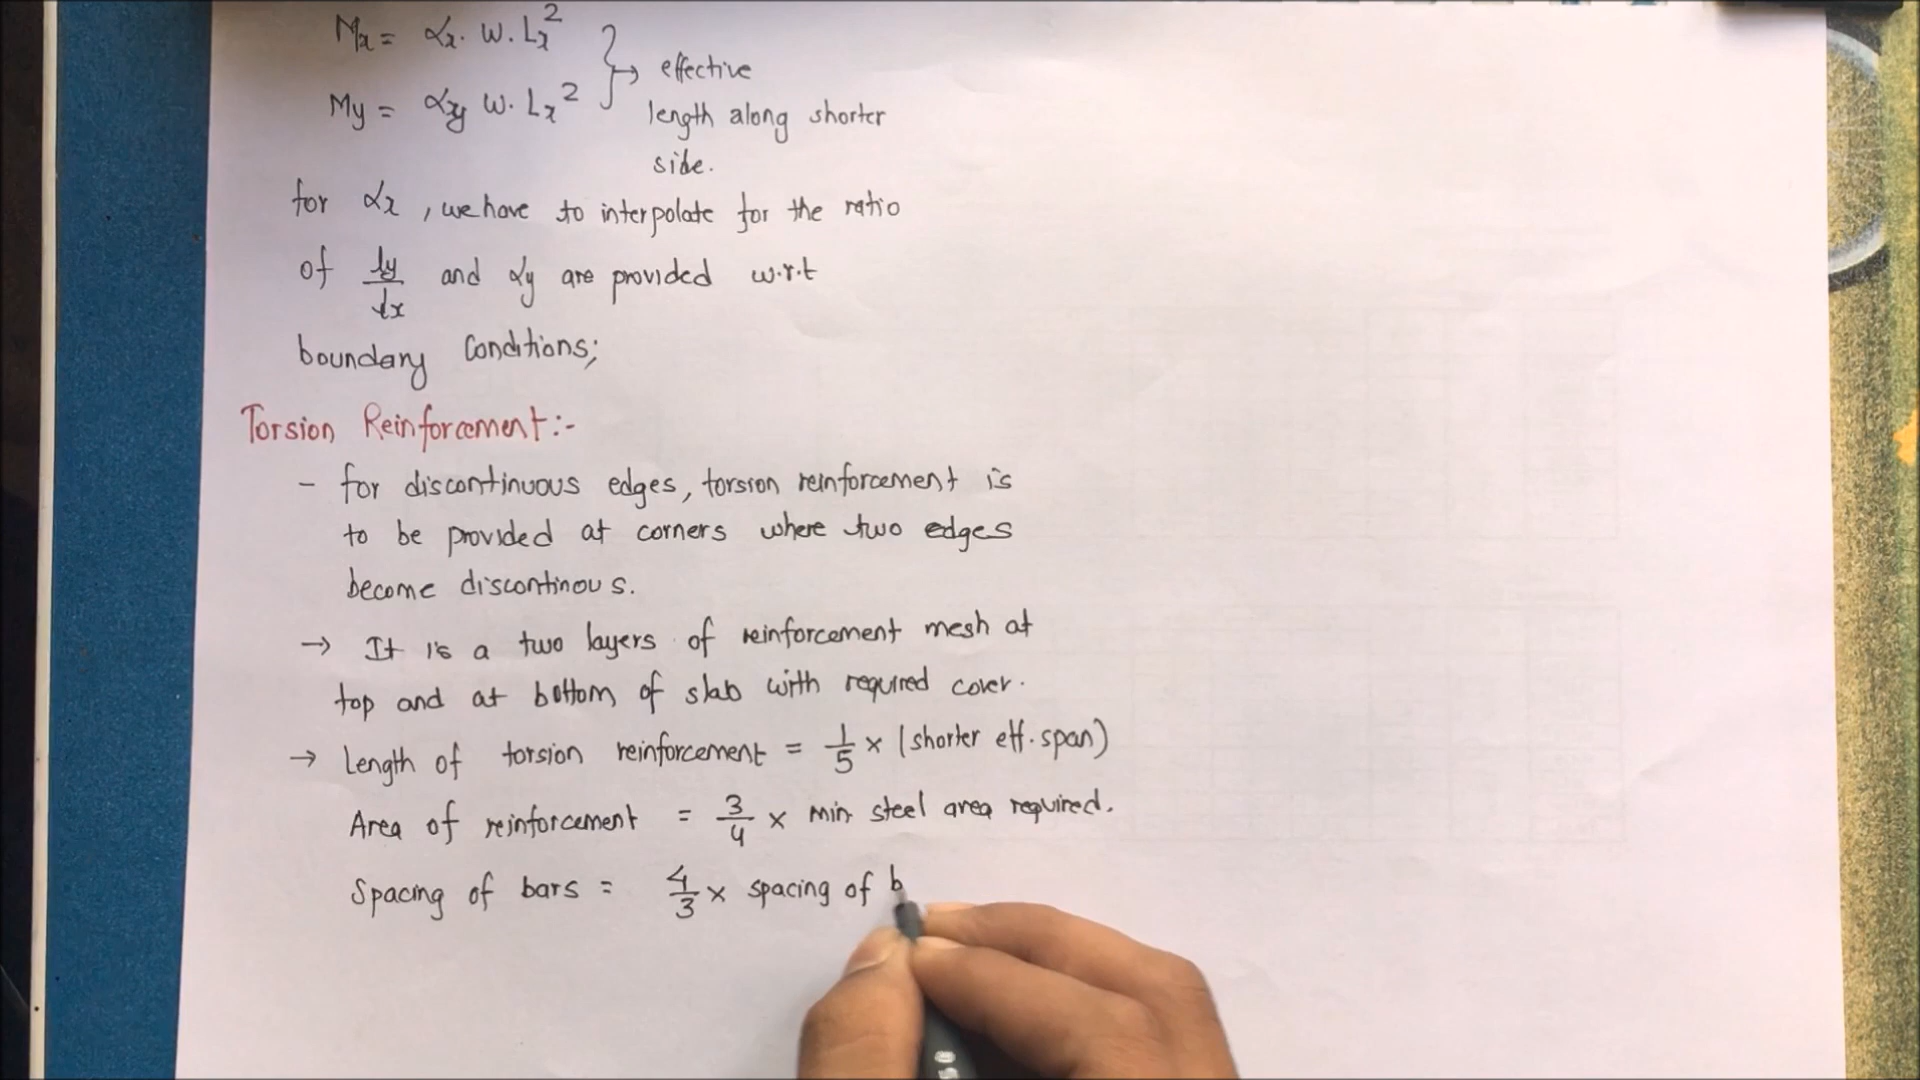 Mx = αx. W. Lx²
My = αxy W. Lx²
} → effective
length along shorter
side.
for αx, we have to interpolate for the ratio
of ly/lx and αy are provided w.r.t
boundary Conditions;
Torsion Reinforcement:-
- for discontinuous edges, torsion reinforcement is
to be provided at corners where two edges
become discontinous.
→ It is a two layers of reinforcement mesh at
top and at bottom of slab with required cover.
→ Length of torsion reinforcement = 1/5 × (shorter eff. span)
Area of reinforcement = 3/4 × min steel area required.
Spacing of bars = 4/3 × spacing of b